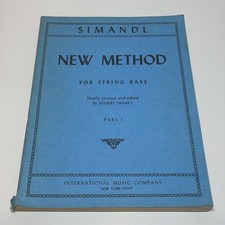 SIMANDL
NEW METHOD
FOR STRING BASS
Newly revised and edited
by STUART SANKEY
PART I
INTERNATIONAL MUSIC COMPANY
NEW YORK CITY